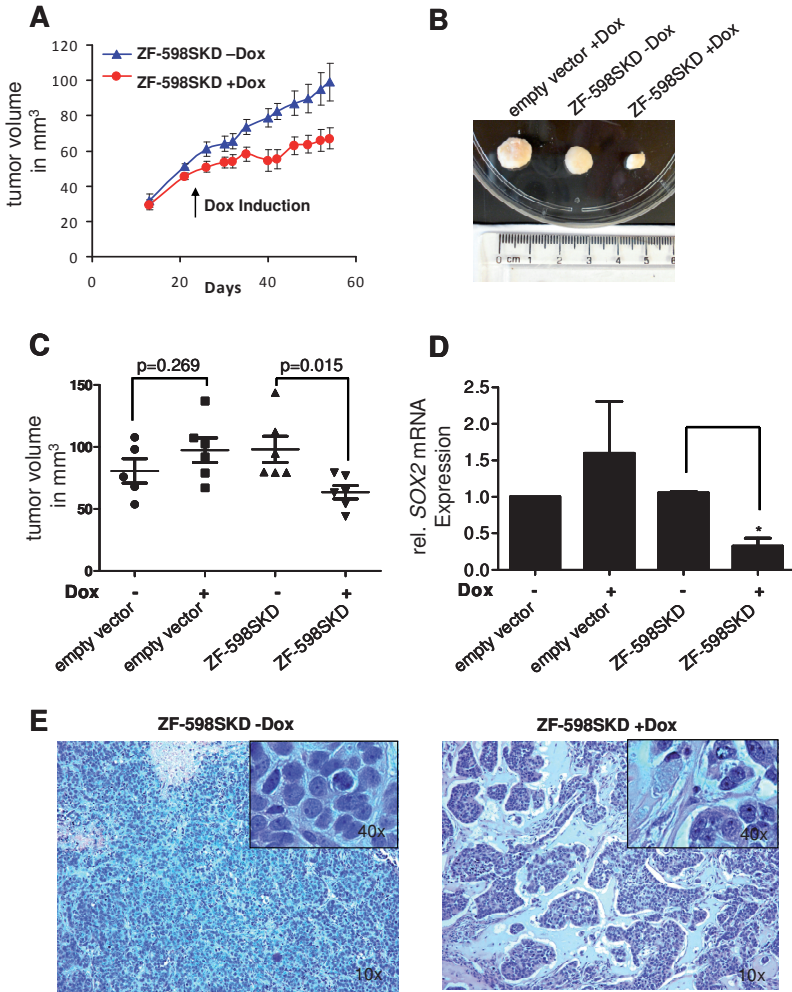 A
120
100
80
60
40
20
0
0
20
40
60
tumor volume
in mm³
Days
ZF-598SKD –Dox
ZF-598SKD +Dox
Dox Induction
B
empty vector +Dox
ZF-598SKD -Dox
ZF-598SKD +Dox
0 cm 1 2 3 4 5 6
C
p=0.269
p=0.015
150
100
50
0
tumor volume
in mm³
Dox - + - +
empty vector
empty vector
ZF-598SKD
ZF-598SKD
D
2.5
2.0
1.5
1.0
0.5
0.0
rel. SOX2 mRNA
Expression
*
Dox - + - +
empty vector
empty vector
ZF-598SKD
ZF-598SKD
E
ZF-598SKD -Dox
40x
10x
ZF-598SKD +Dox
40x
10x